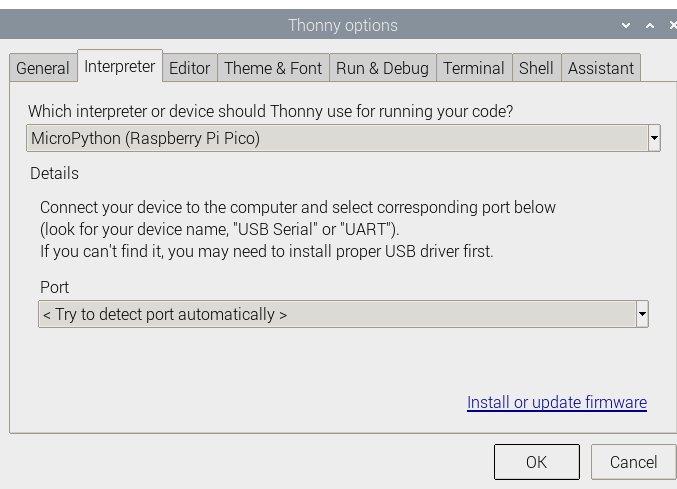 Thonny options
General Interpreter Editor Theme & Font Run & Debug Terminal Shell Assistant
Which interpreter or device should Thonny use for running your code?
MicroPython (Raspberry Pi Pico)
Details
Connect your device to the computer and select corresponding port below
(look for your device name, "USB Serial" or "UART").
If you can't find it, you may need to install proper USB driver first.
Port
< Try to detect port automatically >
Install or update firmware
OK Cancel